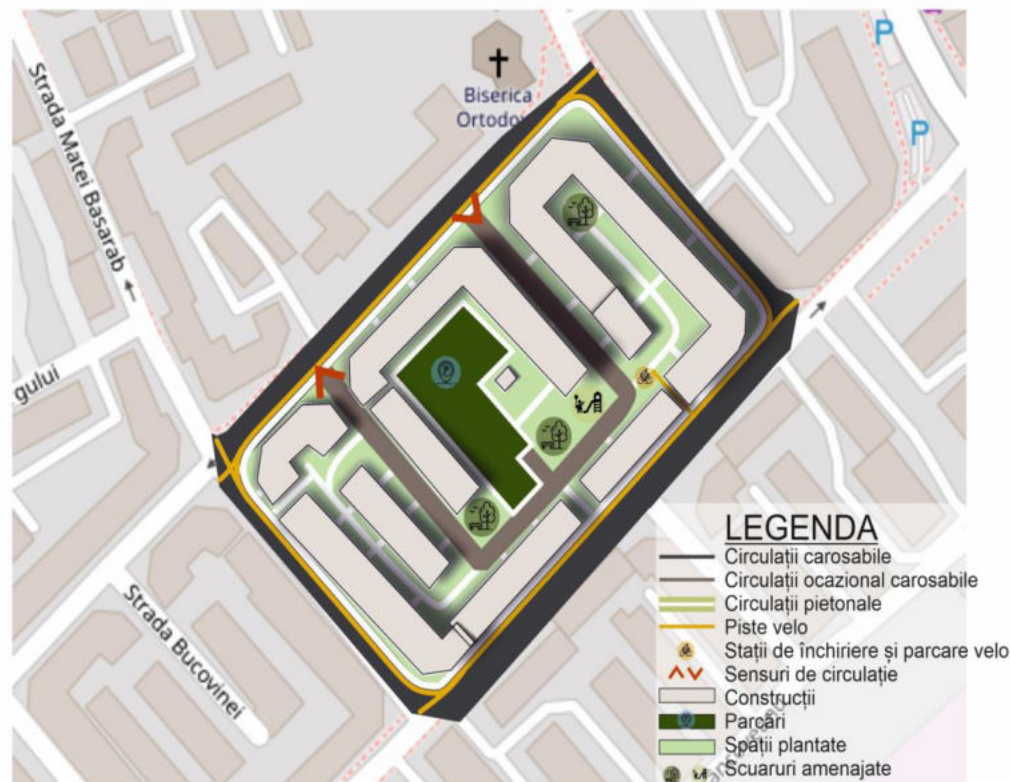 P
Biserica
Ortodo
Strada Matei Basarab
P
gului
Strada Bucovinei
LEGENDA
Circulații carosabile
Circulații ocazional carosabile
Circulații pietonale
Piste velo
Stații de închiriere și parcare velo
Sensuri de circulație
Construcții
Parcări
Spații plantate
Scuaruri amenajate